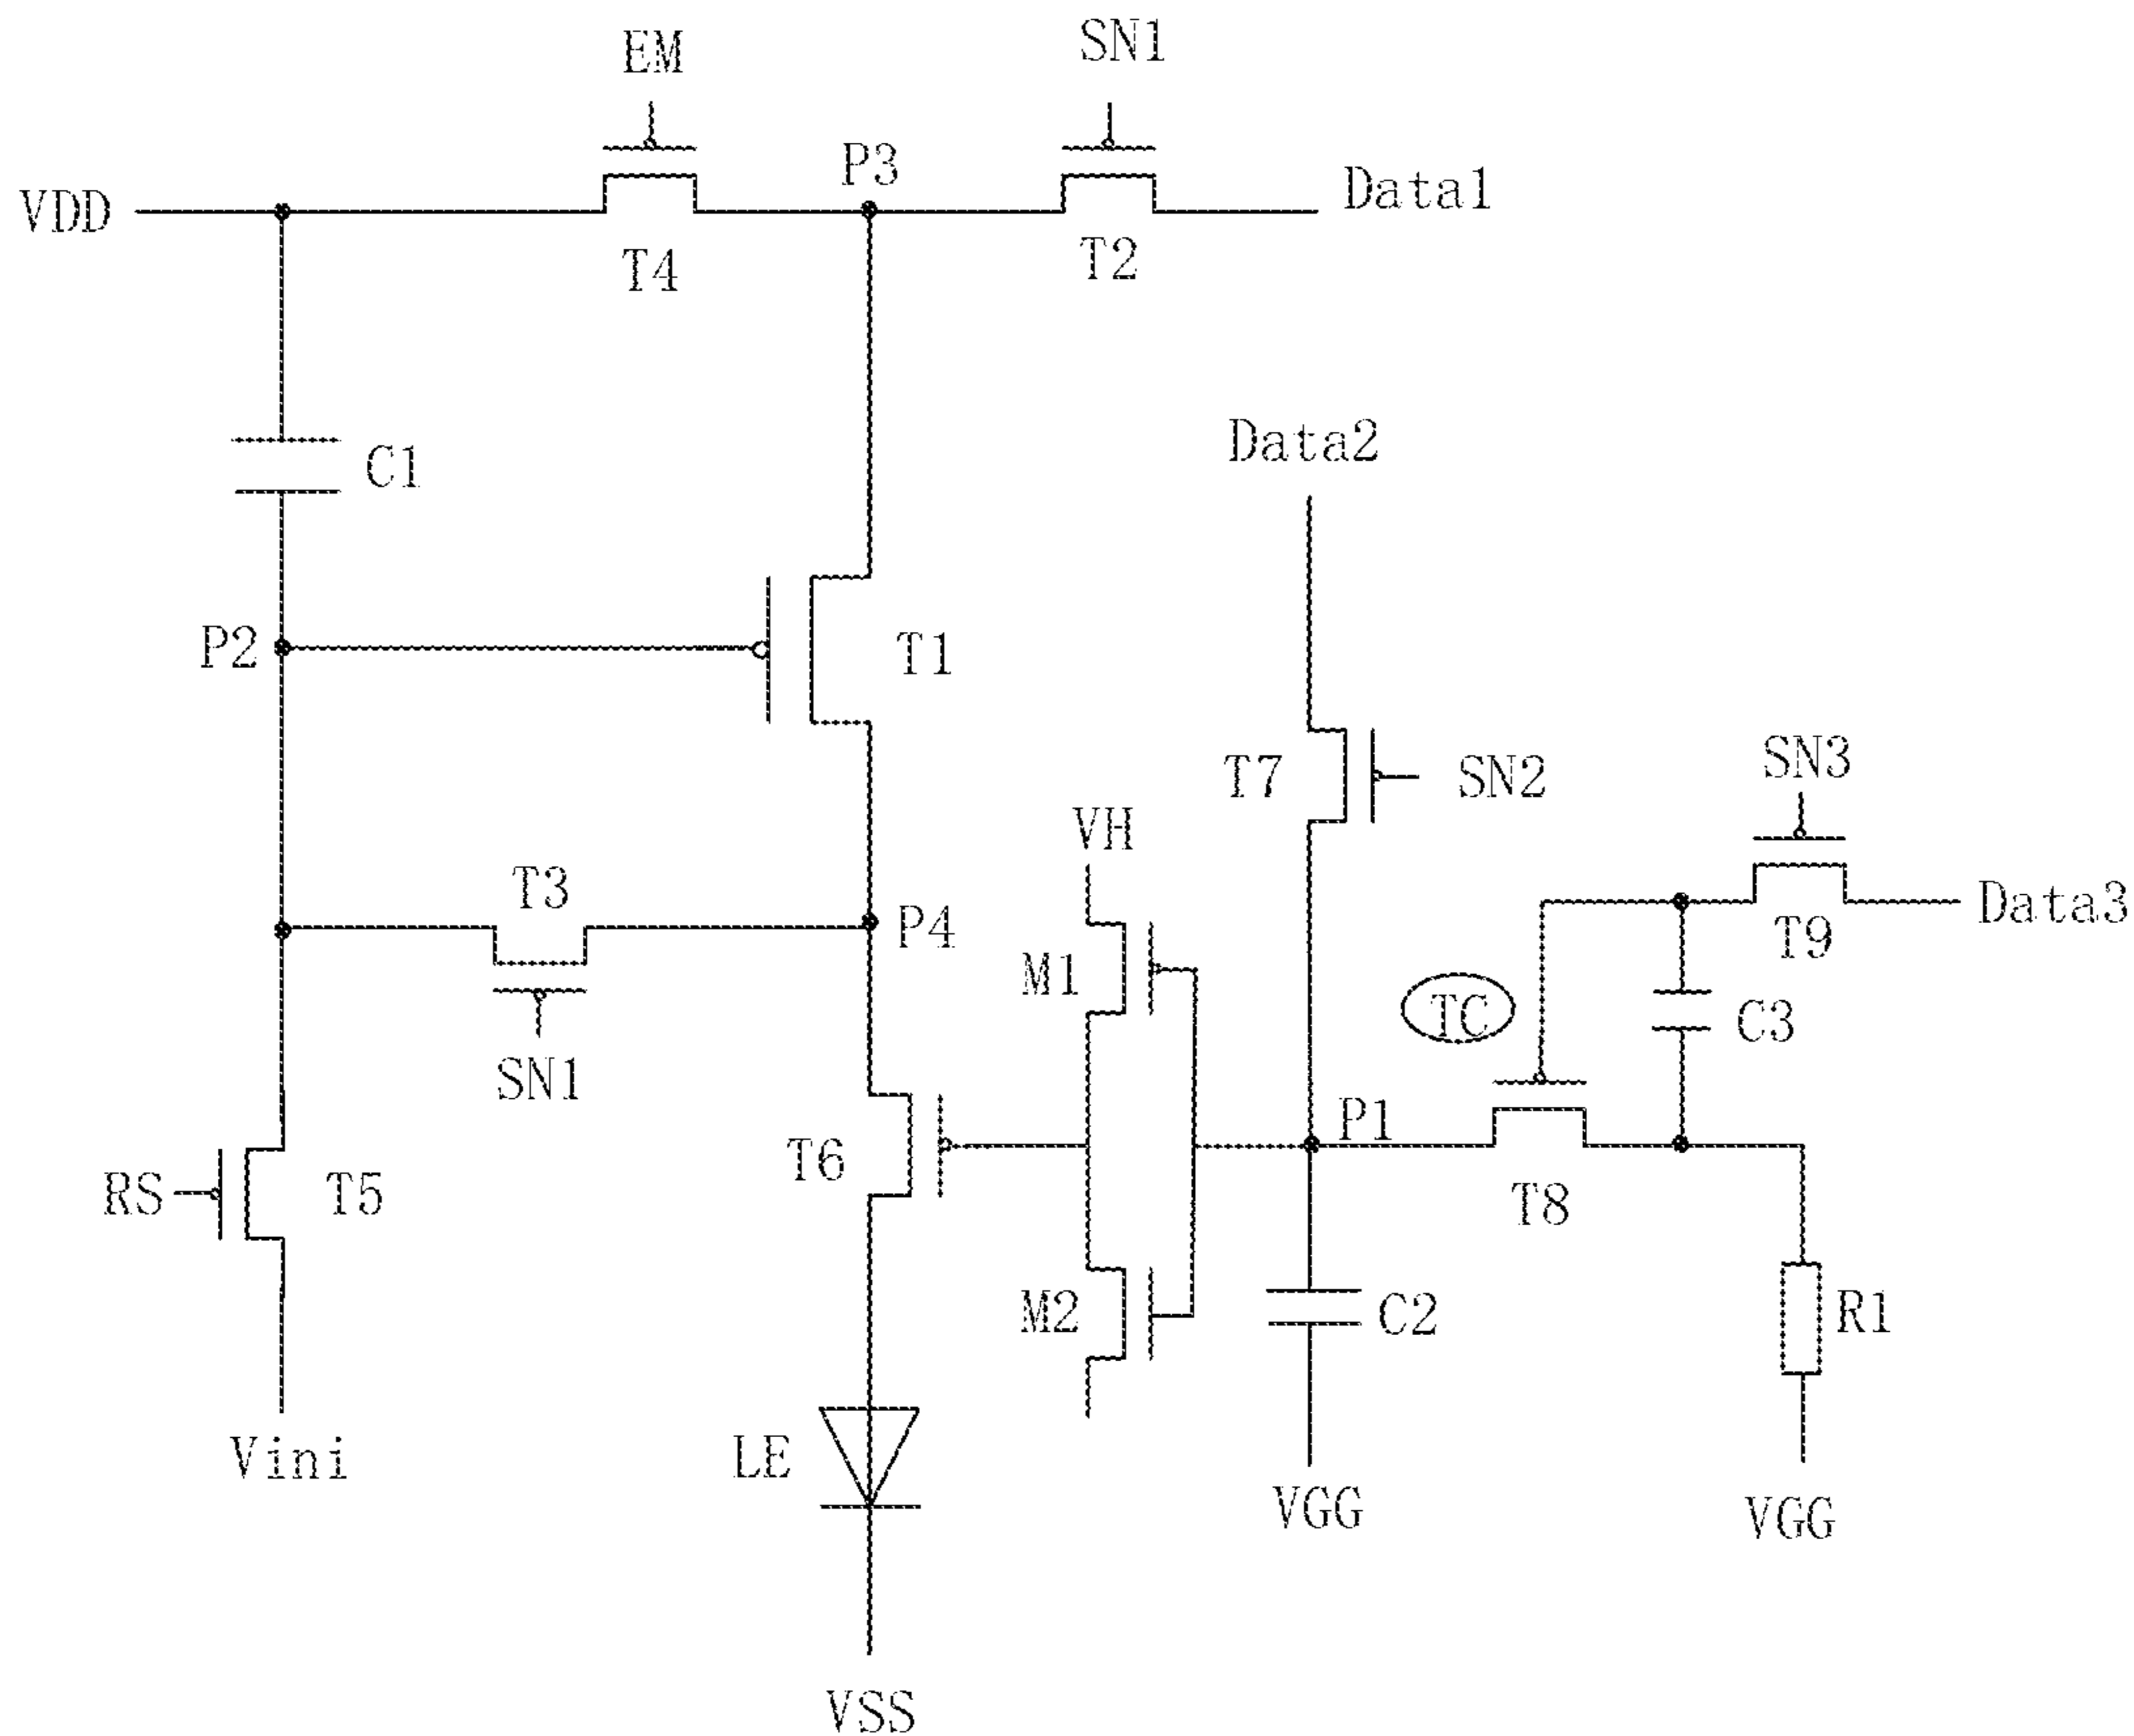 EM
SN1
P3
VDD
Data1
T4
T2
Data2
C1
P2
T1
SN3
T7
SN2
VH
T3
Data3
P4
T9
M1
TC
C3
SN1
P1
T6
RS
T5
T8
M2
C2
R1
Vini
LE
VGG
VGG
VSS